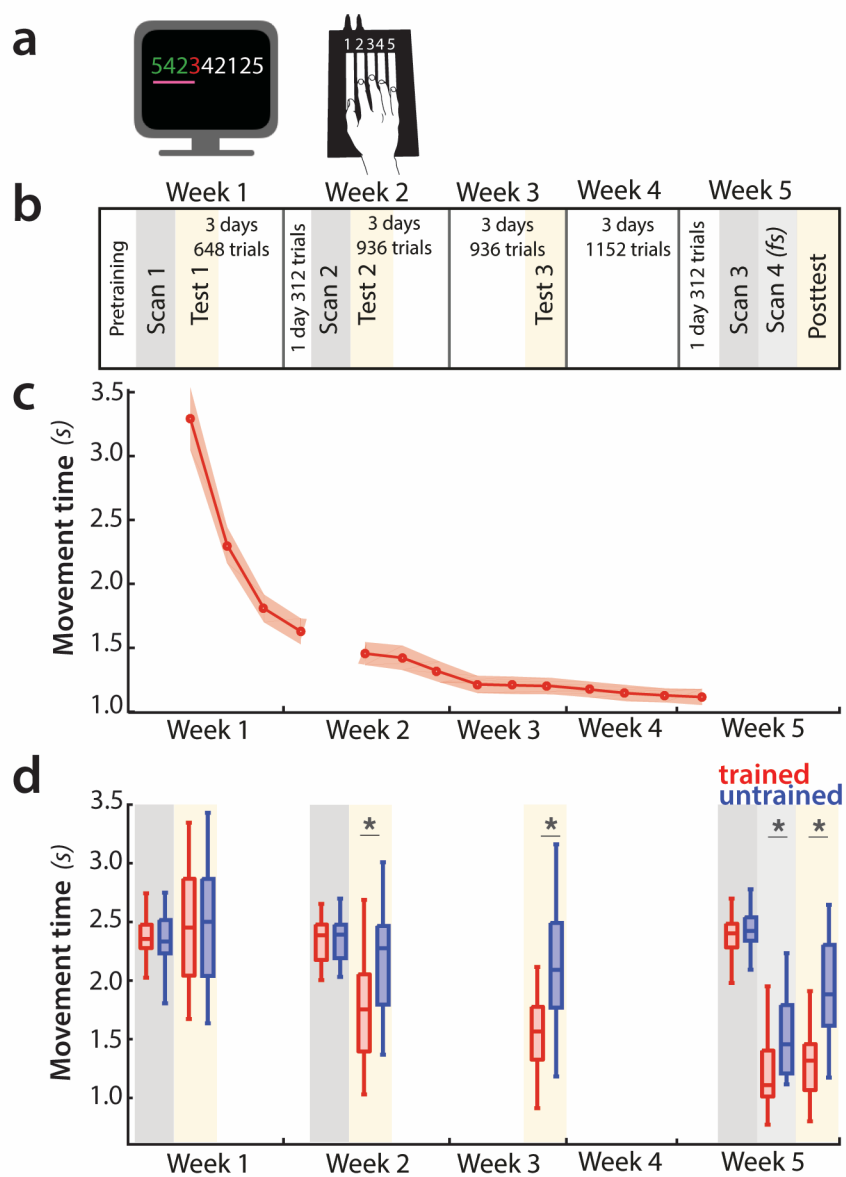 a
542342125
12345
b
Week 1 Week 2 Week 3 Week 4 Week 5
Pretraining
Scan 1
Test 1
3 days
648 trials
1 day 312 trials
Scan 2
Test 2
3 days
936 trials
3 days
936 trials
Test 3
3 days
1152 trials
1 day 312 trials
Scan 3
Scan 4 (fs)
Posttest
c
Movement time (s)
3.5
3.0
2.5
2.0
1.5
1.0
Week 1 Week 2 Week 3 Week 4 Week 5
d
trained
untrained
Movement time (s)
3.5
3.0
2.5
2.0
1.5
1.0
* * * *
Week 1 Week 2 Week 3 Week 4 Week 5